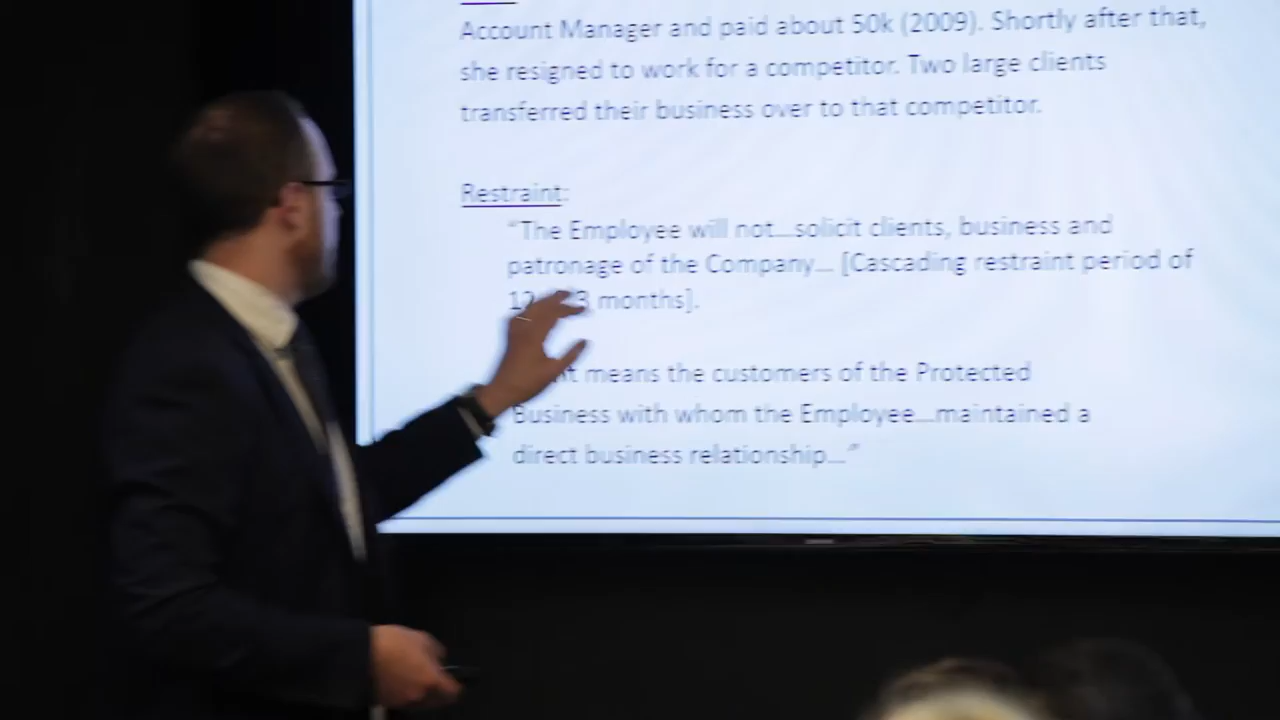 Account Manager and paid about 50k (2009). Shortly after that,
she resigned to work for a competitor. Two large clients
transferred their business over to that competitor.
Restraint:
“The Employee will not...solicit clients, business and
patronage of the Company... [Cascading restraint period of
12 3 months].
means the customers of the Protected
Business with whom the Employee...maintained a
direct business relationship...”